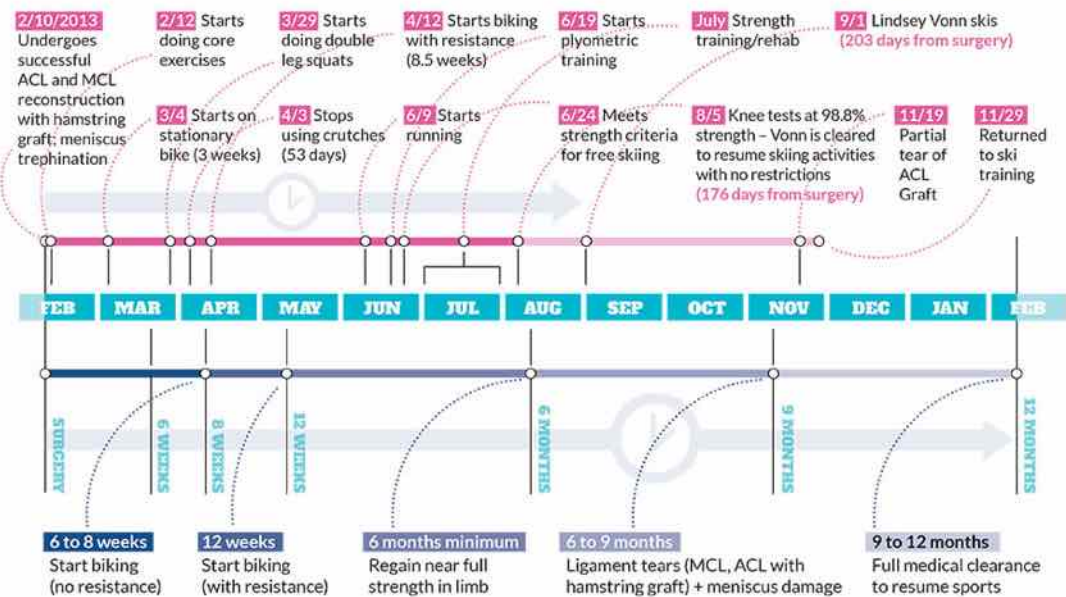 2/10/2013
Undergoes
successful
ACL and MCL
reconstruction
with hamstring
graft; meniscus
trephination
2/12 Starts
doing core
exercises
3/4 Starts on
stationary
bike (3 weeks)
3/29 Starts
doing double
leg squats
4/3 Stops
using crutches
(53 days)
4/12 Starts biking
with resistance
(8.5 weeks)
6/9 Starts
running
6/19 Starts
plyometric
training
6/24 Meets
strength criteria
for free skiing
July Strength
training/rehab
8/5 Knee tests at 98.8%
strength – Vonn is cleared
to resume skiing activities
with no restrictions
(176 days from surgery)
9/1 Lindsey Vonn skis
(203 days from surgery)
11/19
Partial
tear of
ACL
Graft
11/29
Returned
to ski
training
FEB
MAR
APR
MAY
JUN
JUL
AUG
SEP
OCT
NOV
DEC
JAN
FEB
SURGERY
6 WEEKS
8 WEEKS
12 WEEKS
6 MONTHS
9 MONTHS
12 MONTHS
6 to 8 weeks
Start biking
(no resistance)
12 weeks
Start biking
(with resistance)
6 months minimum
Regain near full
strength in limb
6 to 9 months
Ligament tears (MCL, ACL with
hamstring graft) + meniscus damage
9 to 12 months
Full medical clearance
to resume sports